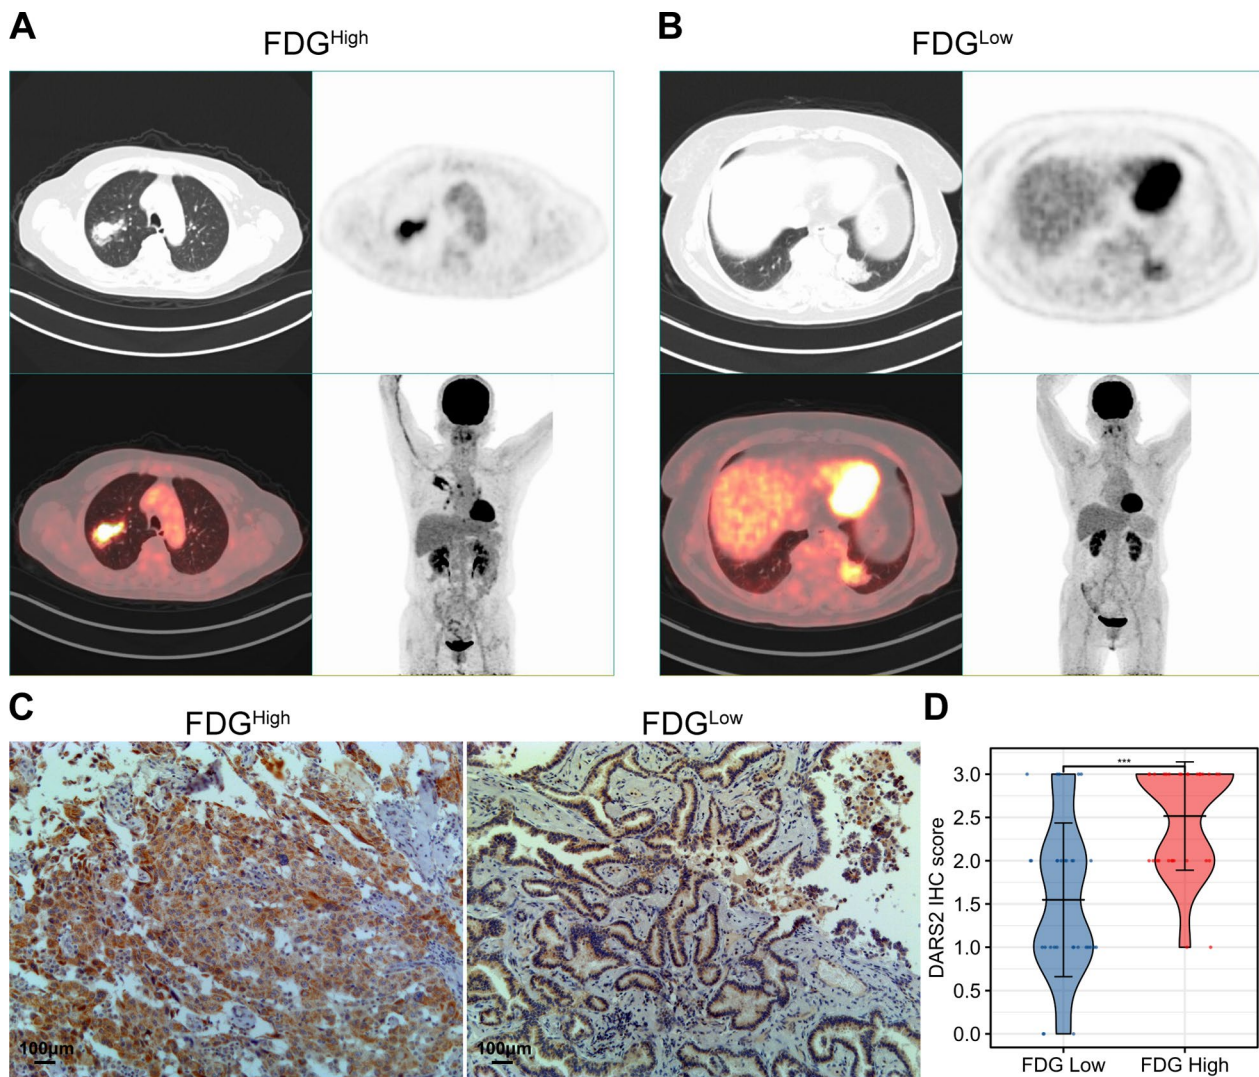 A
FDGHigh
B
FDGLow
C
FDGHigh
FDGLow
100μm
100μm
D
***
DARS2 IHC score
3.0
2.5
2.0
1.5
1.0
0.5
0.0
FDG Low
FDG High